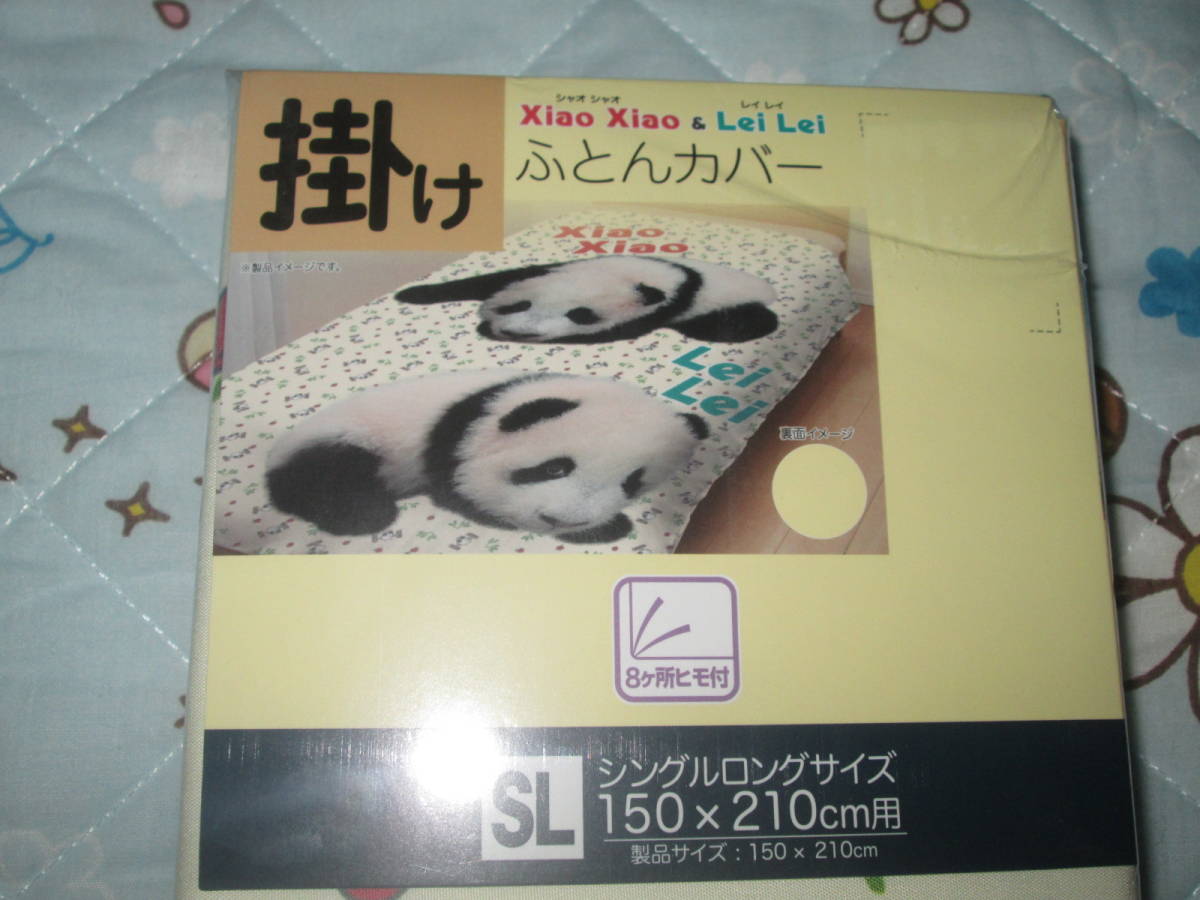 掛け
シャオ シャオ レイ レイ
Xiao Xiao & Lei Lei
ふとんカバー
※製品イメージです。
Xiao
Xiao
Lei
Lei
裏面イメージ
8ヶ所ヒモ付
SL
シングルロングサイズ
150×210cm用
製品サイズ：150×210cm